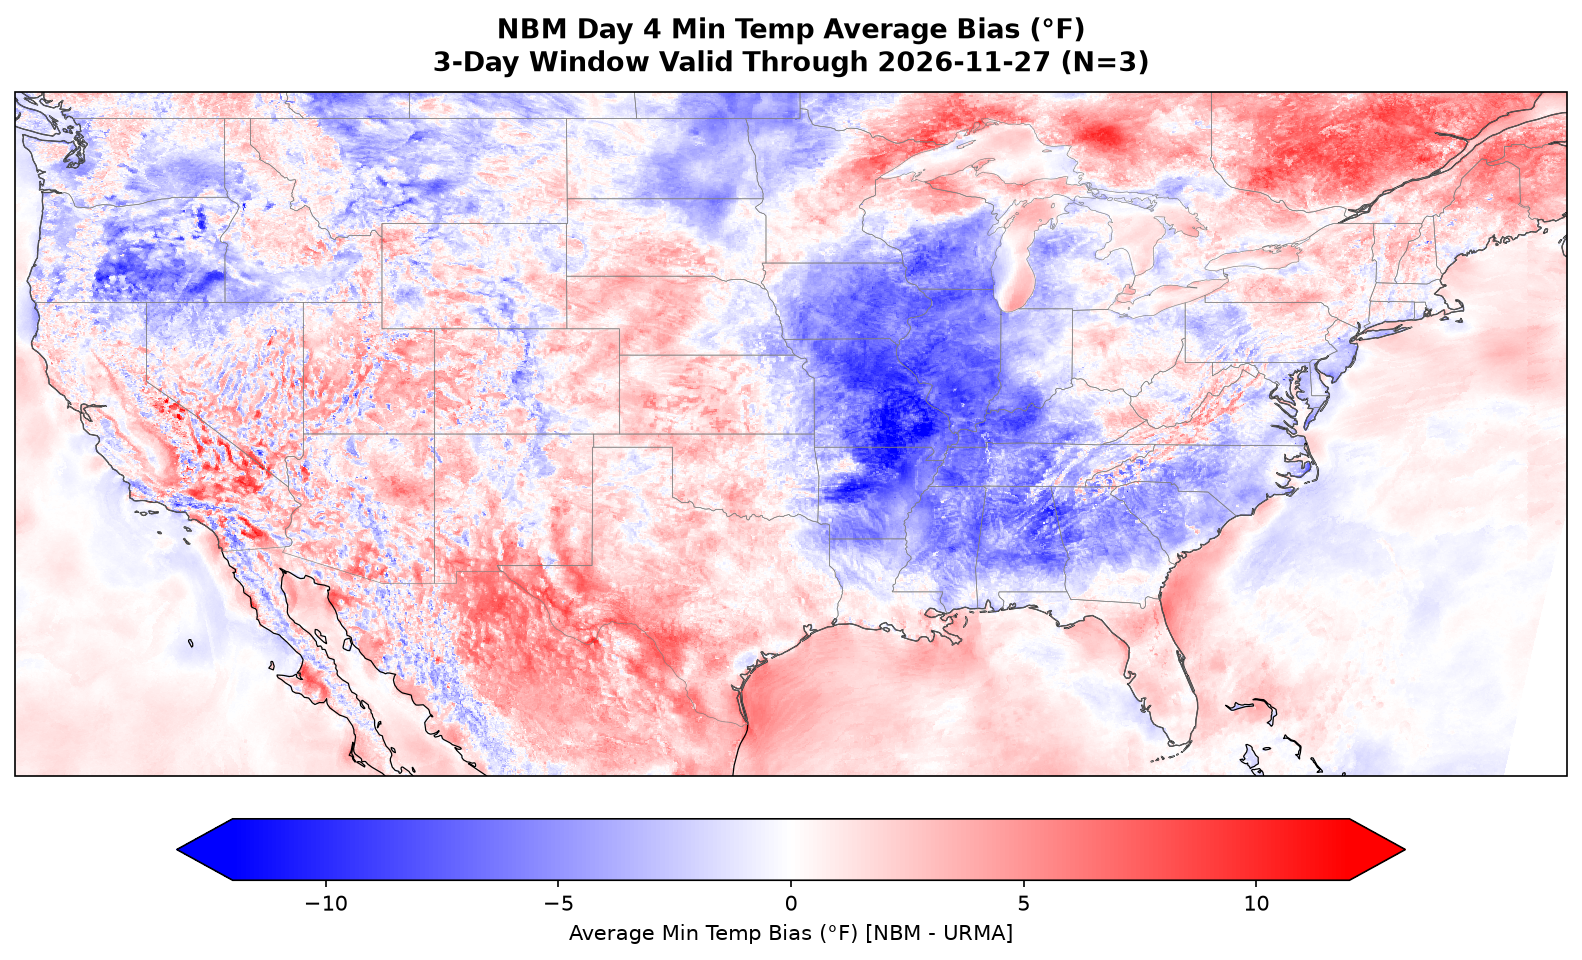 NBM Day 4 Min Temp Average Bias (°F)
3-Day Window Valid Through 2026-11-27 (N=3)
−10 −5 0 5 10
Average Min Temp Bias (°F) [NBM - URMA]